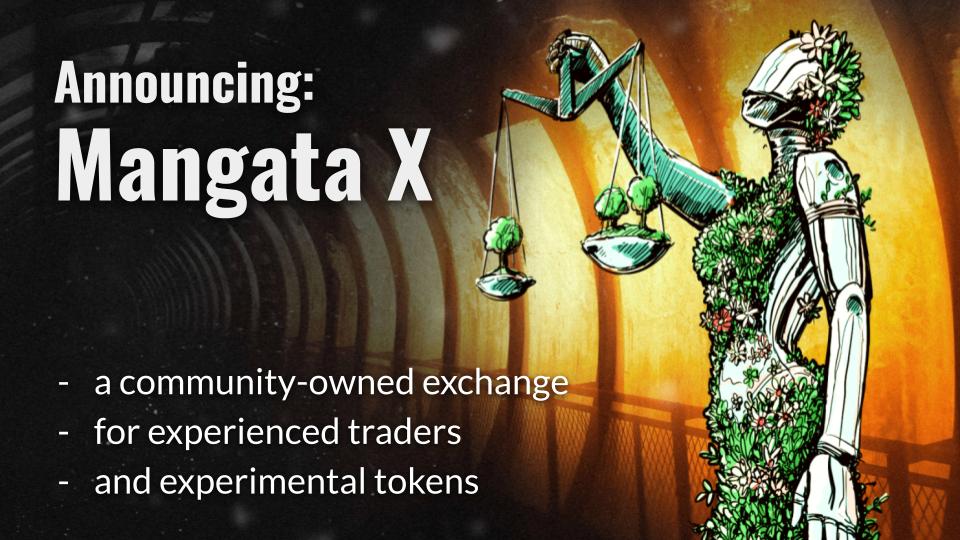 Announcing:
Mangata X
- a community-owned exchange
- for experienced traders
- and experimental tokens